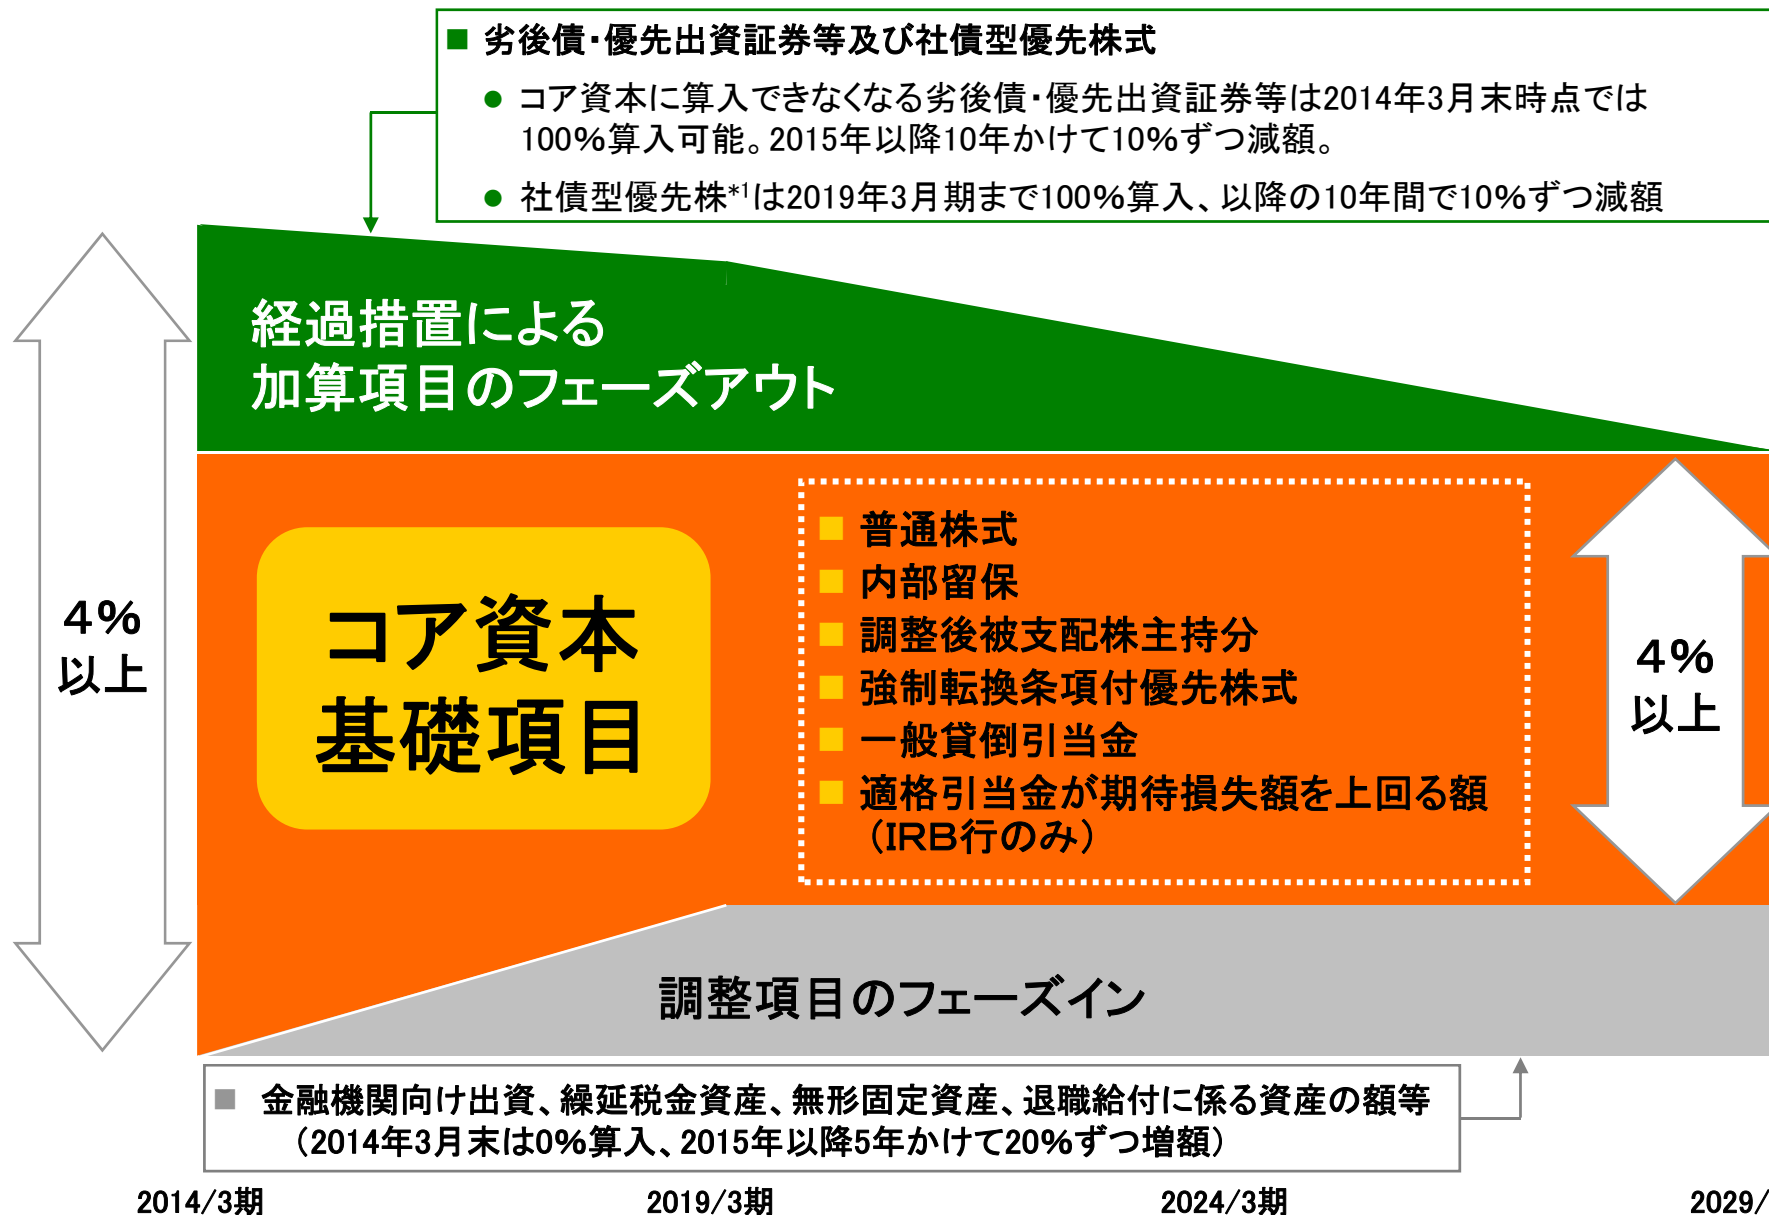 ■ 劣後債・優先出資証券等及び社債型優先株式
● コア資本に算入できなくなる劣後債・優先出資証券等は2014年3月末時点では
100%算入可能。2015年以降10年かけて10%ずつ減額。
● 社債型優先株*1は2019年3月期まで100%算入、以降の10年間で10%ずつ減額
経過措置による
加算項目のフェーズアウト
4%
以上
コア資本
基礎項目
■ 普通株式
■ 内部留保
■ 調整後被支配株主持分
■ 強制転換条項付優先株式
■ 一般貸倒引当金
■ 適格引当金が期待損失額を上回る額
（IRB行のみ）
4%
以上
調整項目のフェーズイン
■ 金融機関向け出資、繰延税金資産、無形固定資産、退職給付に係る資産の額等
（2014年3月末は0%算入、2015年以降5年かけて20%ずつ増額）
2014/3期
2019/3期
2024/3期
2029/